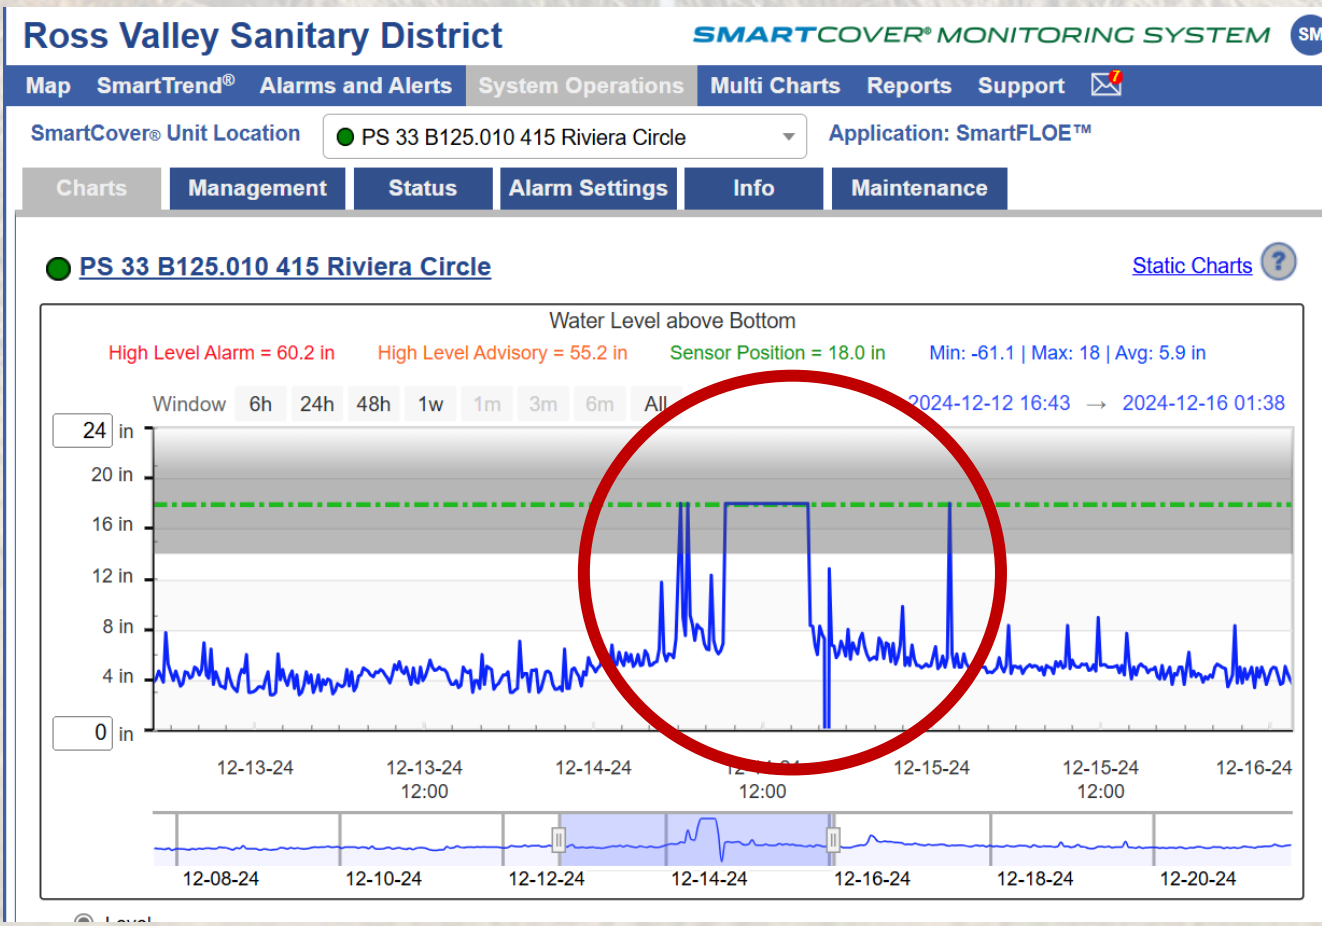 Ross Valley Sanitary District
SMARTCOVER® MONITORING SYSTEM
SM
Map SmartTrend® Alarms and Alerts System Operations Multi Charts Reports Support 7
SmartCover® Unit Location PS 33 B125.010 415 Riviera Circle Application: SmartFLOE™
Charts Management Status Alarm Settings Info Maintenance
PS 33 B125.010 415 Riviera Circle
Static Charts ?
Water Level above Bottom
High Level Alarm = 60.2 in High Level Advisory = 55.2 in Sensor Position = 18.0 in Min: -61.1 | Max: 18 | Avg: 5.9 in
Window 6h 24h 48h 1w 1m 3m 6m All 2024-12-12 16:43 → 2024-12-16 01:38
24 in
20 in
16 in
12 in
8 in
4 in
0 in
12-13-24 12-13-24 12:00 12-14-24 12:00 12-15-24 12-15-24 12:00 12-16-24
12-08-24 12-10-24 12-12-24 12-14-24 12-16-24 12-18-24 12-20-24